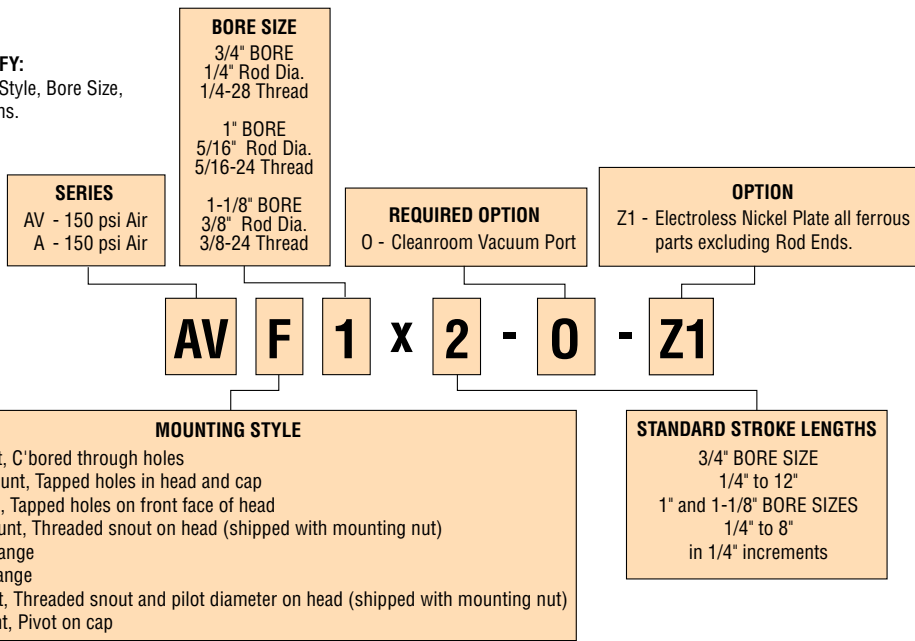 BORE SIZE
3/4" BORE
1/4" Rod Dia.
1/4-28 Thread
1" BORE
5/16" Rod Dia.
5/16-24 Thread
1-1/8" BORE
3/8" Rod Dia.
3/8-24 Thread
FY:
Style, Bore Size,
ns.
SERIES
AV - 150 psi Air
A - 150 psi Air
REQUIRED OPTION
O - Cleanroom Vacuum Port
OPTION
Z1 - Electroless Nickel Plate all ferrous
parts excluding Rod Ends.
AV F 1 x 2 - O - Z1
MOUNTING STYLE
t, C'bored through holes
unt, Tapped holes in head and cap
, Tapped holes on front face of head
unt, Threaded snout on head (shipped with mounting nut)
ange
ange
t, Threaded snout and pilot diameter on head (shipped with mounting nut)
nt, Pivot on cap
STANDARD STROKE LENGTHS
3/4" BORE SIZE
1/4" to 12"
1" and 1-1/8" BORE SIZES
1/4" to 8"
in 1/4" increments